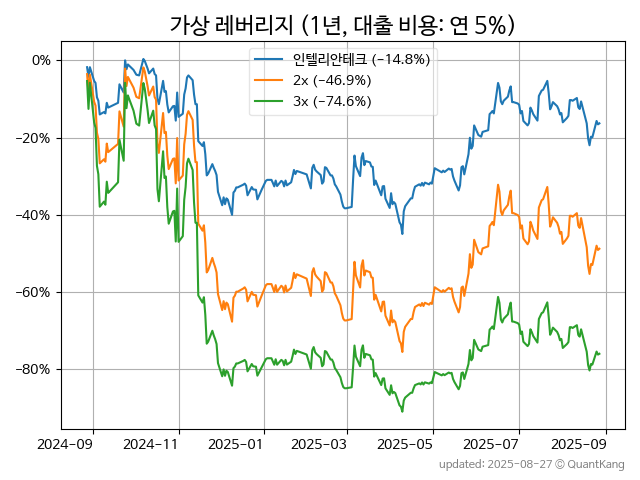 가상 레버리지 (1년, 대출 비용: 연 5%)
인텔리안테크 (−14.8%)
2x (−46.9%)
3x (−74.6%)
0%
−20%
−40%
−60%
−80%
2024-09 2024-11 2025-01 2025-03 2025-05 2025-07 2025-09
updated: 2025-08-27 © QuantKang